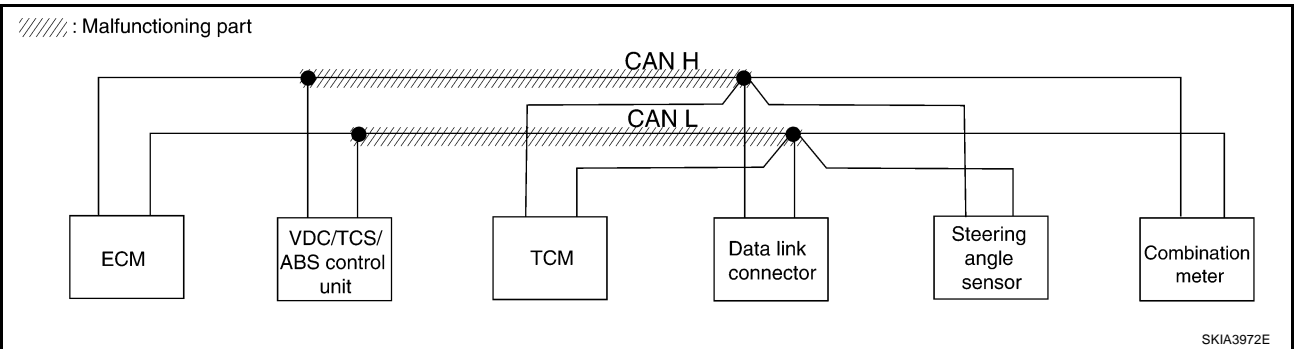 : Malfunctioning part
CAN H
CAN L
ECM
VDC/TCS/
ABS control
unit
TCM
Data link
connector
Steering
angle
sensor
Combination
meter
SKIA3972E